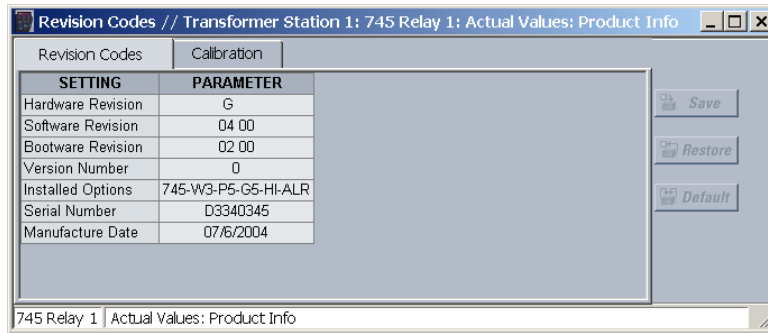 Revision Codes // Transformer Station 1: 745 Relay 1: Actual Values: Product Info
Revision Codes Calibration
SETTING PARAMETER
Hardware Revision G
Software Revision 04 00
Bootware Revision 02 00
Version Number 0
Installed Options 745-W3-P5-G5-HI-ALR
Serial Number D3340345
Manufacture Date 07/6/2004
Save
Restore
Default
745 Relay 1 Actual Values: Product Info